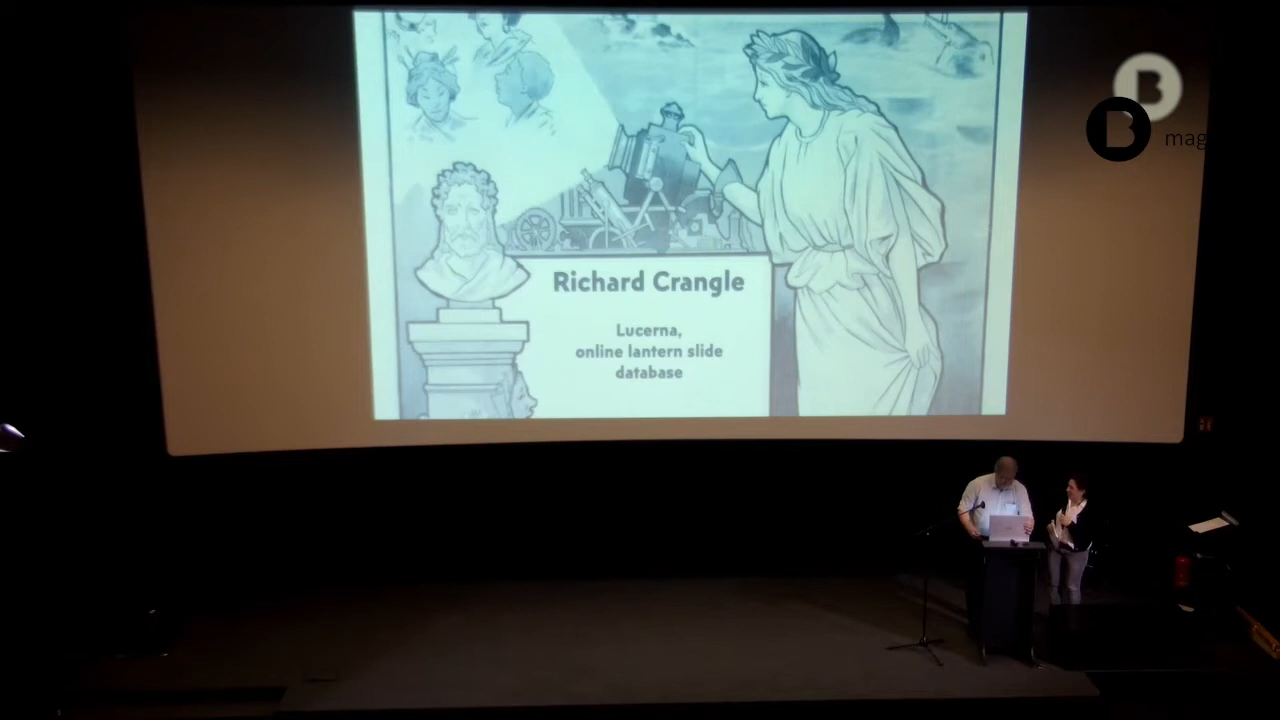 Richard Crangle
Lucerna,
online lantern slide
database
B
B
mag